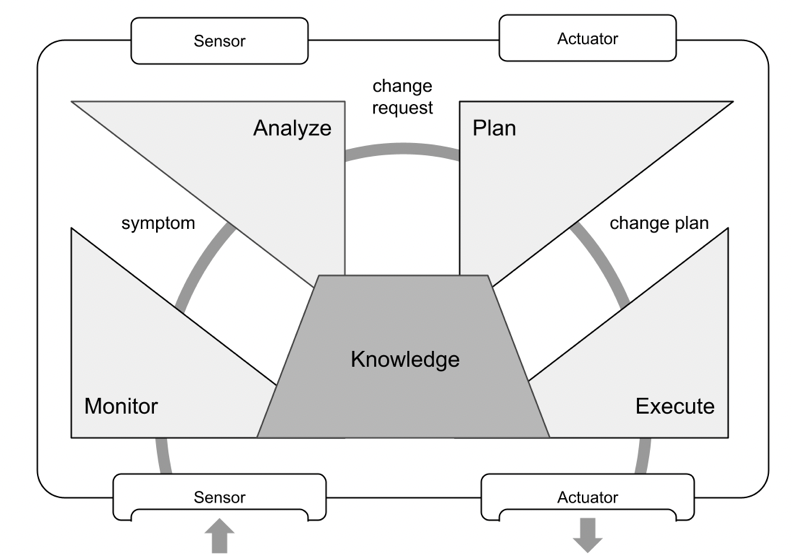 Sensor
Actuator
change
request
Analyze
Plan
symptom
change plan
Knowledge
Monitor
Execute
Sensor
Actuator